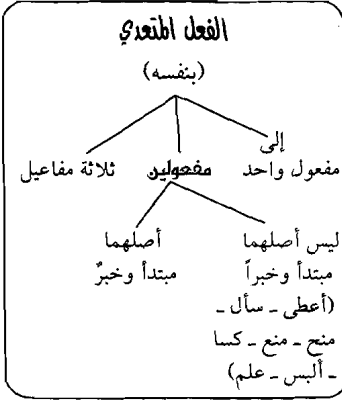 الفعل المتعدي
(بنفسه)
إلى
مفعول واحد مفعولين ثلاثة مفاعيل
ليس أصلهما أصلهما
مبتدأ وخبراً مبتدأ وخبرٌ
(أعطى ـ سأل ـ
منح ـ منع ـ كسا
ـ ألبس ـ علم)